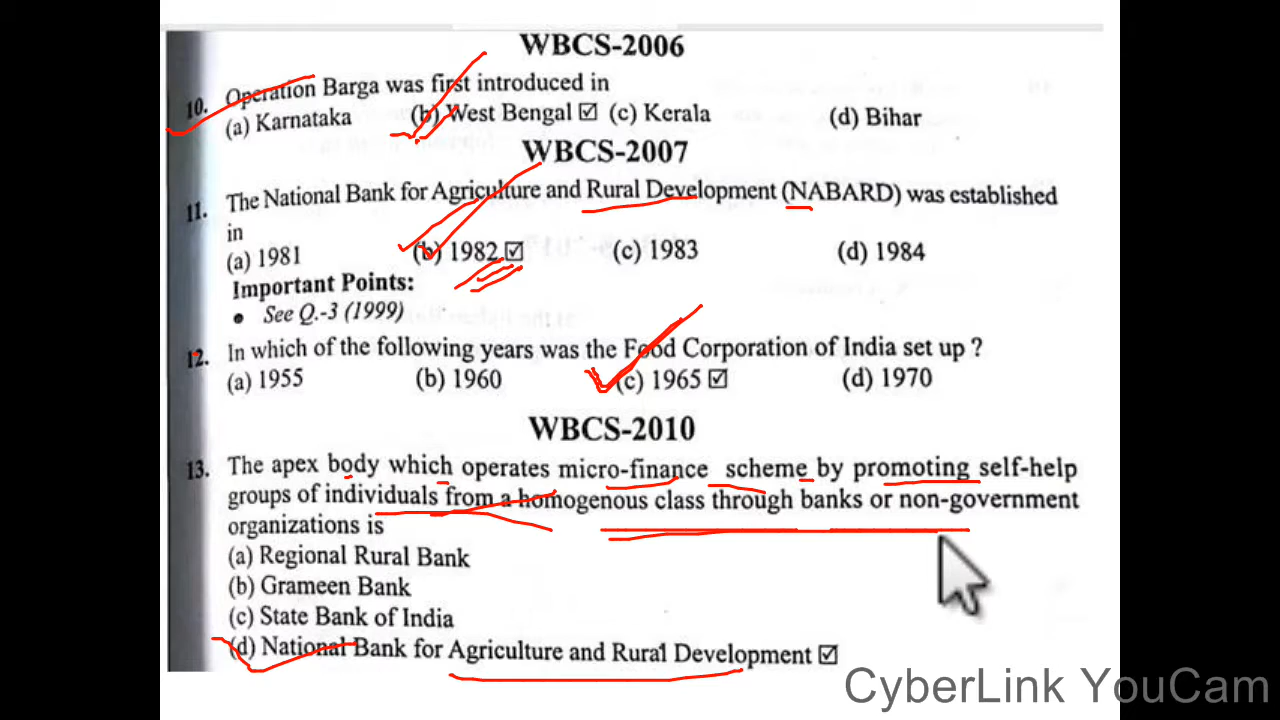 WBCS-2006
10. Operation Barga was first introduced in
(a) Karnataka (b) West Bengal ☑ (c) Kerala (d) Bihar
WBCS-2007
11. The National Bank for Agriculture and Rural Development (NABARD) was established
in
(a) 1981 (b) 1982 ☑ (c) 1983 (d) 1984
Important Points:
• See Q.-3 (1999)
12. In which of the following years was the Food Corporation of India set up ?
(a) 1955 (b) 1960 (c) 1965 ☑ (d) 1970
WBCS-2010
13. The apex body which operates micro-finance scheme by promoting self-help
groups of individuals from a homogenous class through banks or non-government
organizations is
(a) Regional Rural Bank
(b) Grameen Bank
(c) State Bank of India
(d) National Bank for Agriculture and Rural Development ☑
CyberLink YouCam